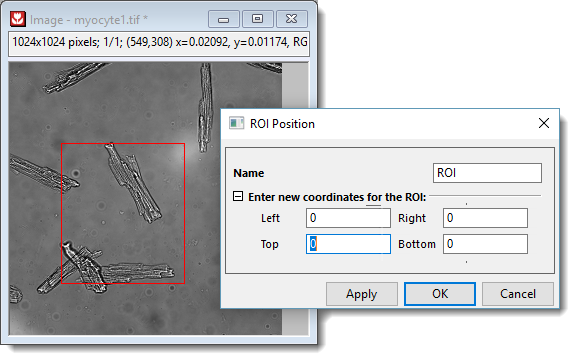 Image - myocyte1.tif *
1024x1024 pixels; 1/1; (549,308) x=0.02092, y=0.01174, RG
ROI Position
Name ROI
Enter new coordinates for the ROI:
Left 0 Right 0
Top 0 Bottom 0
Apply OK Cancel